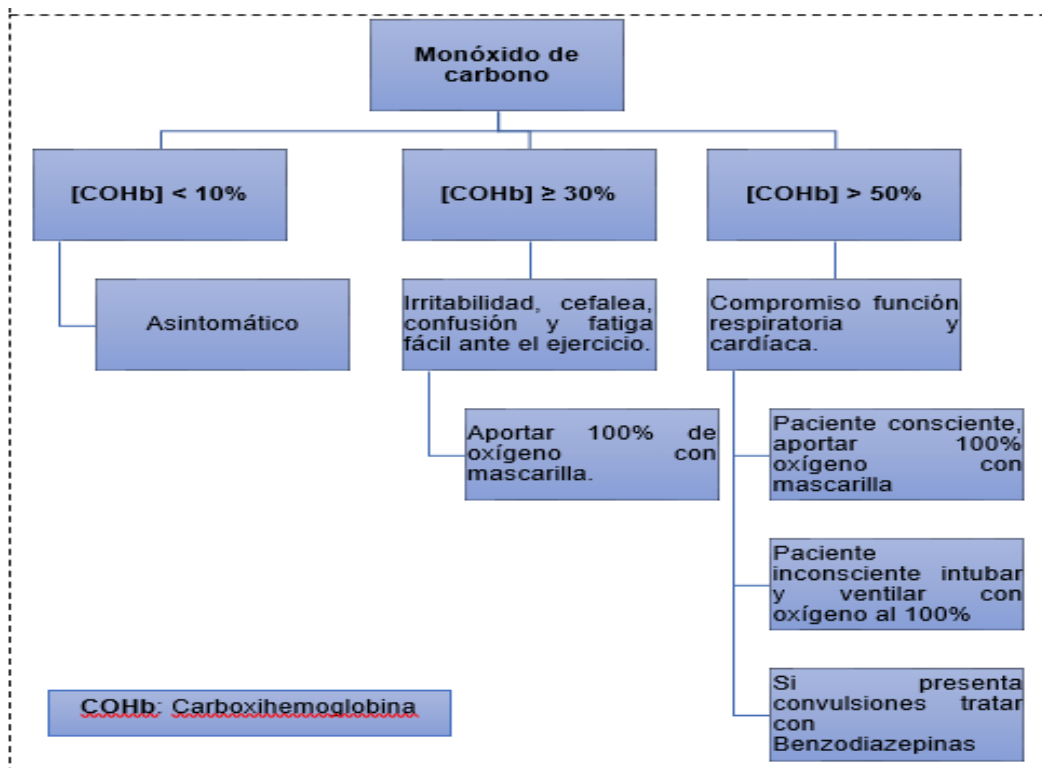 Monóxido de
carbono
[COHb] < 10%
[COHb] ≥ 30%
[COHb] > 50%
Asintomático
Irritabilidad, cefalea,
confusión y fatiga
fácil ante el ejercicio.
Compromiso función
respiratoria y
cardíaca.
Aportar 100% de
oxígeno con
mascarilla.
Paciente consciente,
aportar 100%
oxígeno con
mascarilla
Paciente
inconsciente intubar
y ventilar con
oxígeno al 100%
Si presenta
convulsiones tratar
con
Benzodiazepinas
COHb: Carboxihemoglobina